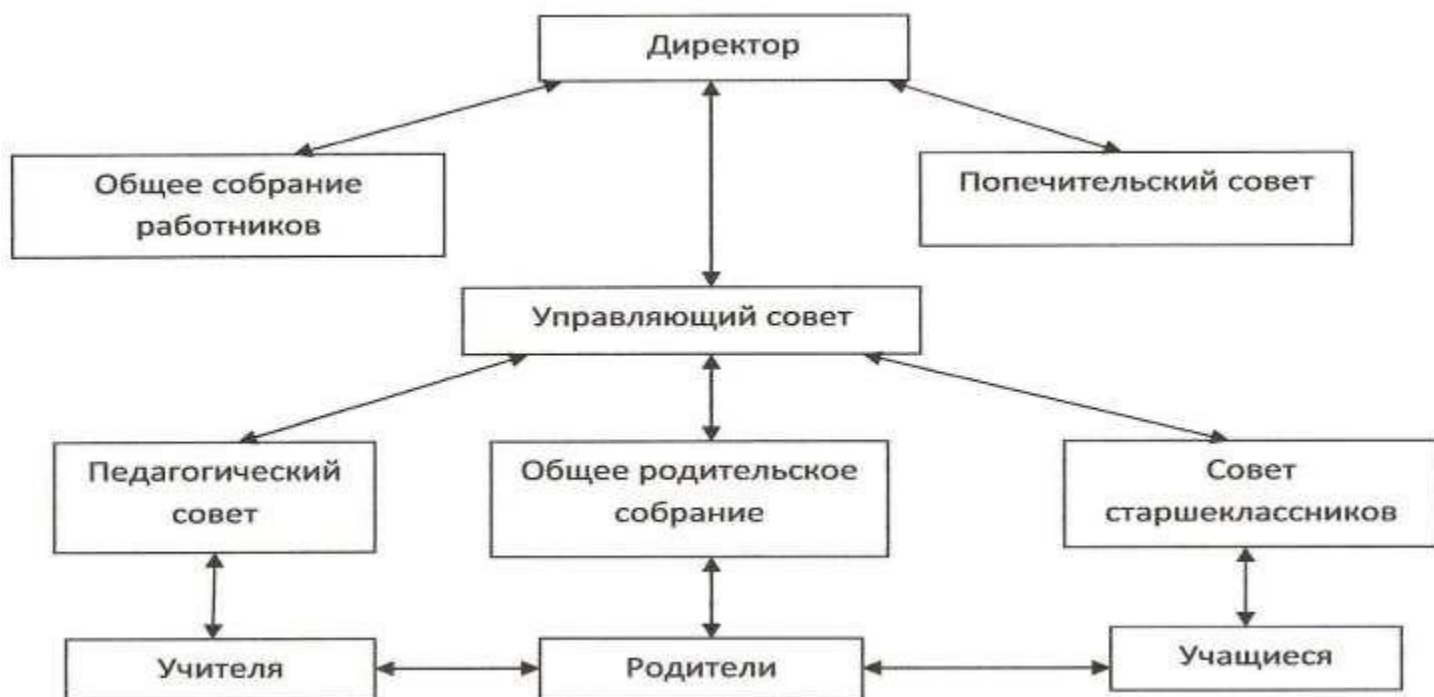 Директор
Общее собрание
работников
Попечительский совет
Управляющий совет
Педагогический
совет
Общее родительское
собрание
Совет
старшеклассников
Учителя
Родители
Учащиеся